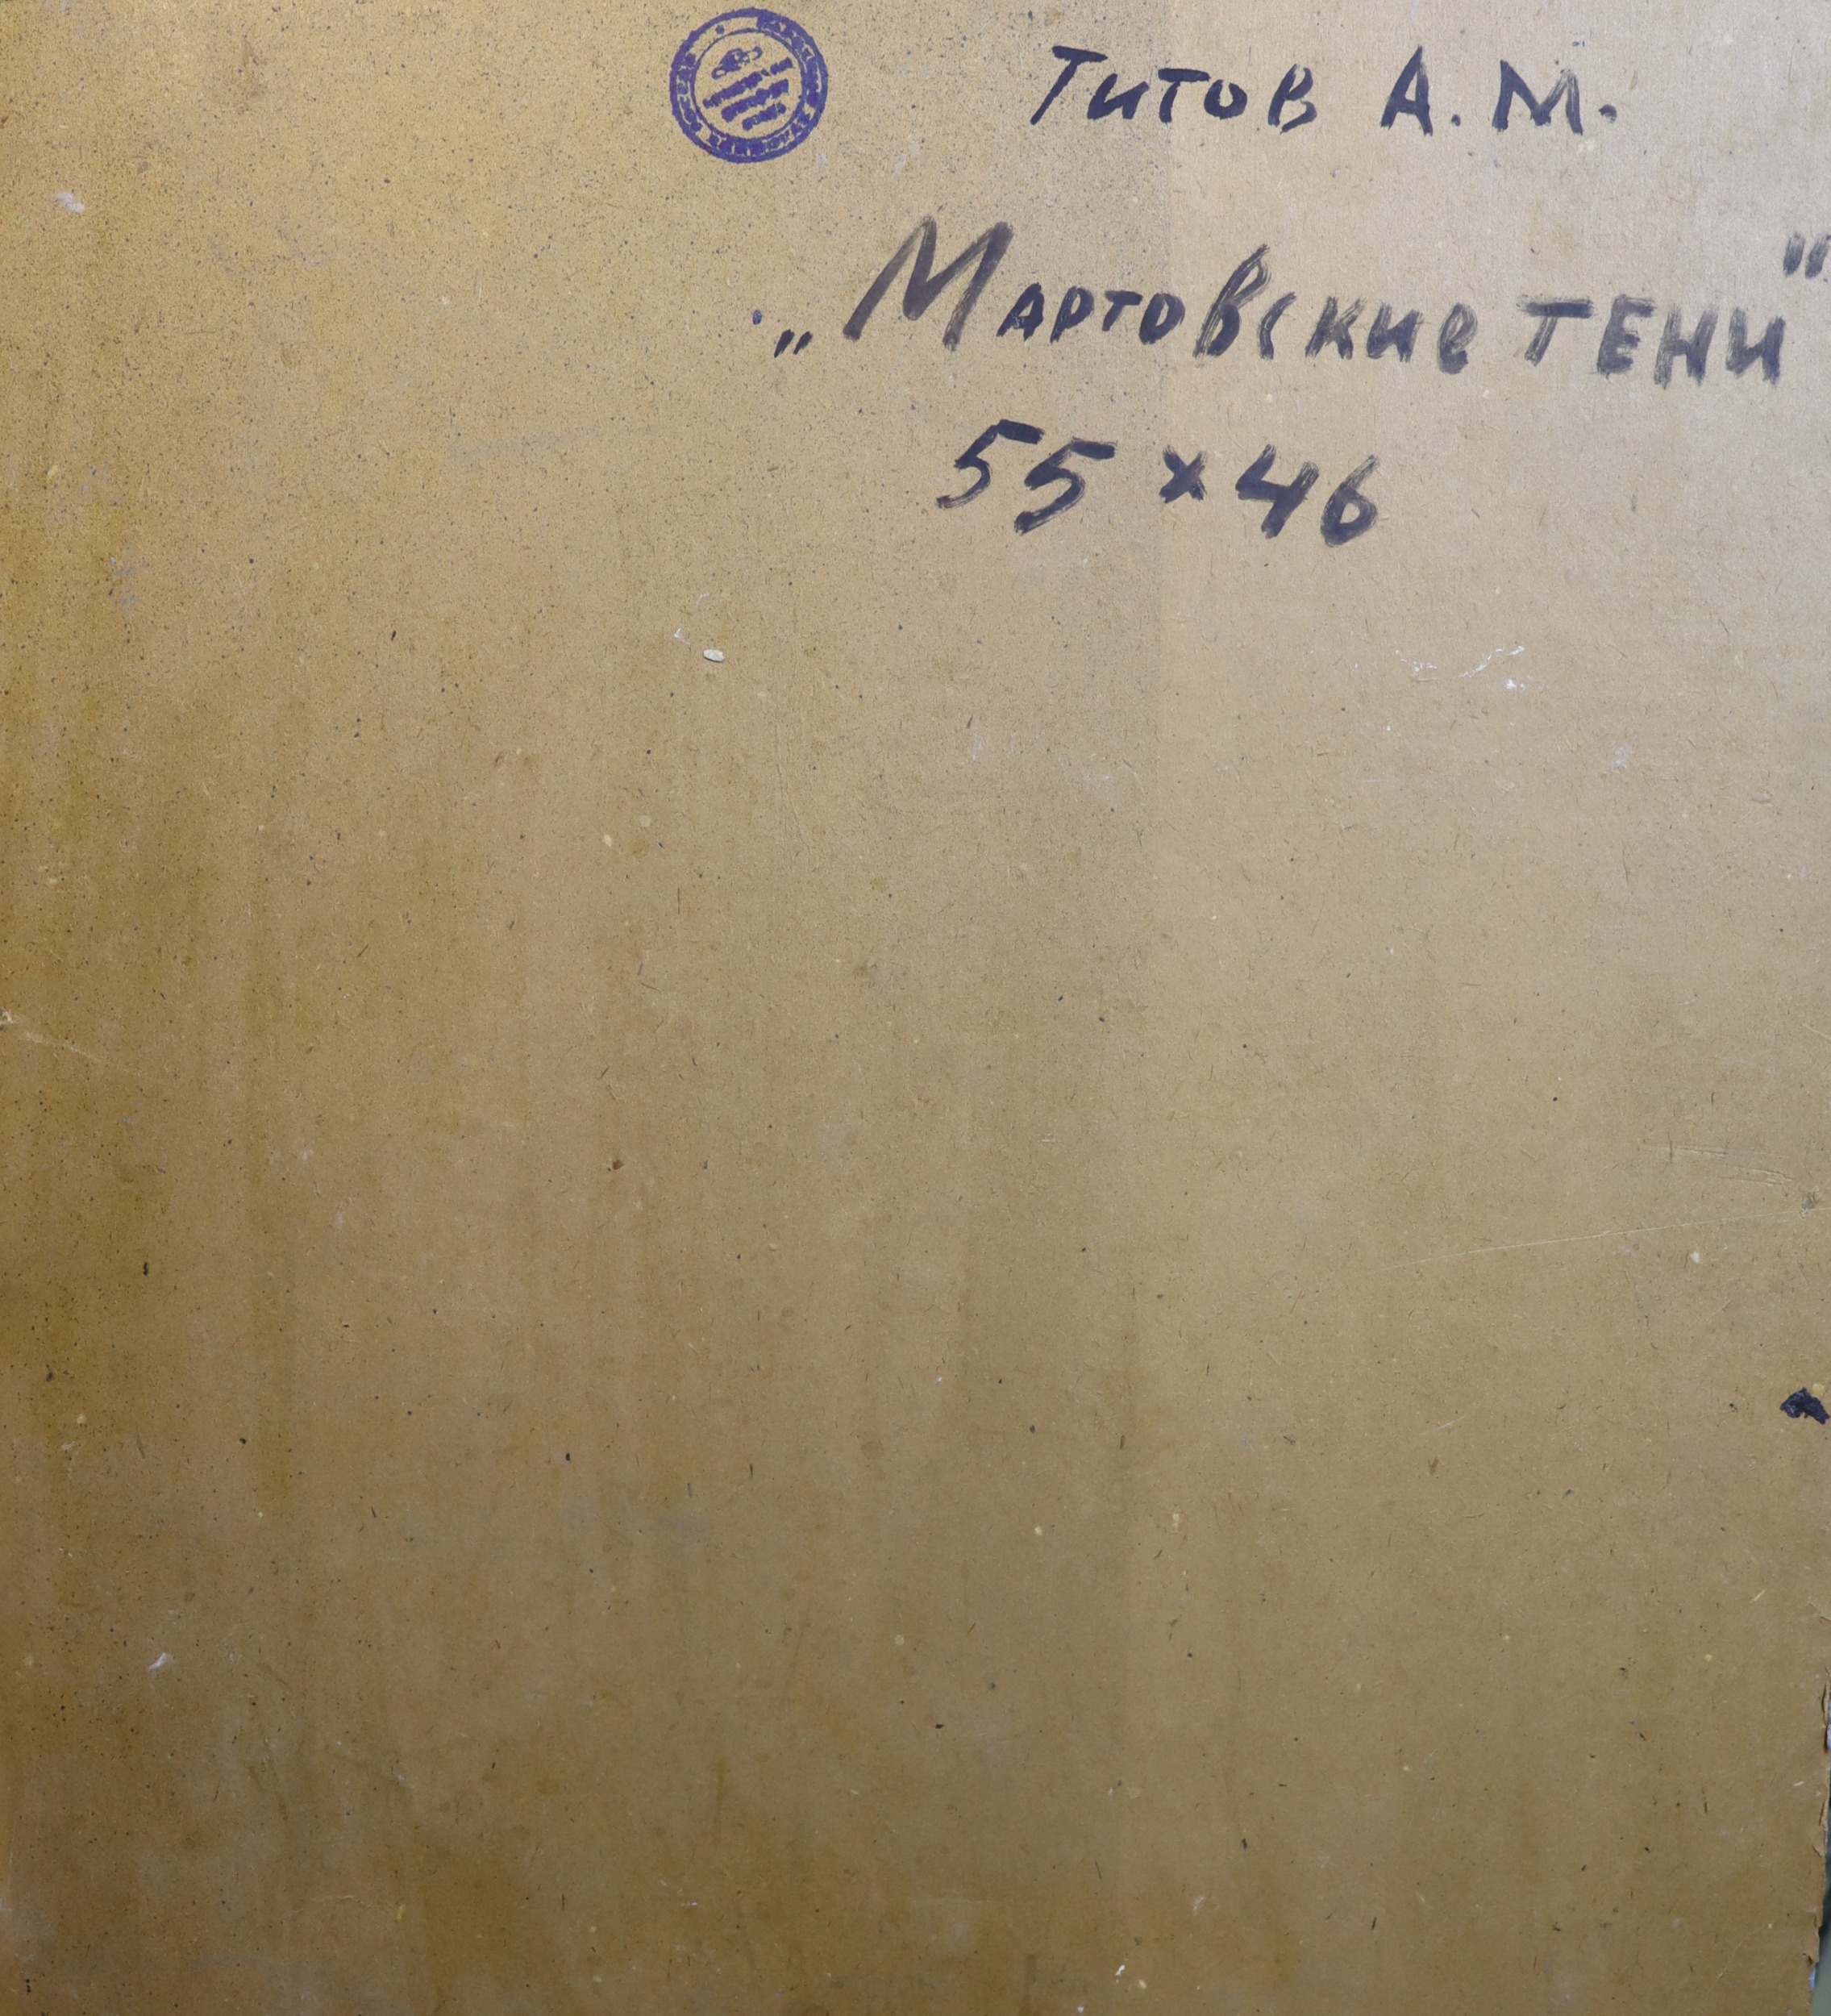 Титов А. М.
„Мартовские тени"
55 х 46